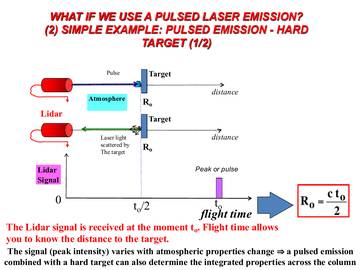 WHAT IF WE USE A PULSED LASER EMISSION?
(2) SIMPLE EXAMPLE: PULSED EMISSION - HARD
TARGET (1/2)
Pulse
Target
distance
Atmosphere
R₀
Lidar
Target
Laser light
scattered by
The target
distance
R₀
Lidar
Signal
Peak or pulse
0
t₀/2
t₀
flight time
R₀ = c t₀ / 2
The Lidar signal is received at the moment t₀. Flight time allows
you to know the distance to the target.
The signal (peak intensity) varies with atmospheric properties change ⇒ a pulsed emission
combined with a hard target can also determine the integrated properties across the column